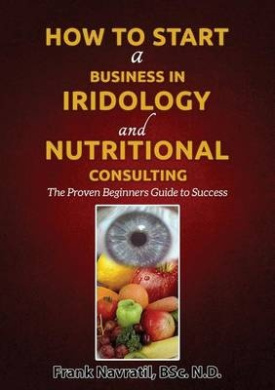 HOW TO START
a
BUSINESS IN
IRIDOLOGY
and
NUTRITIONAL
CONSULTING
The Proven Beginners Guide to Success
Frank Navratil, BSc. N.D.